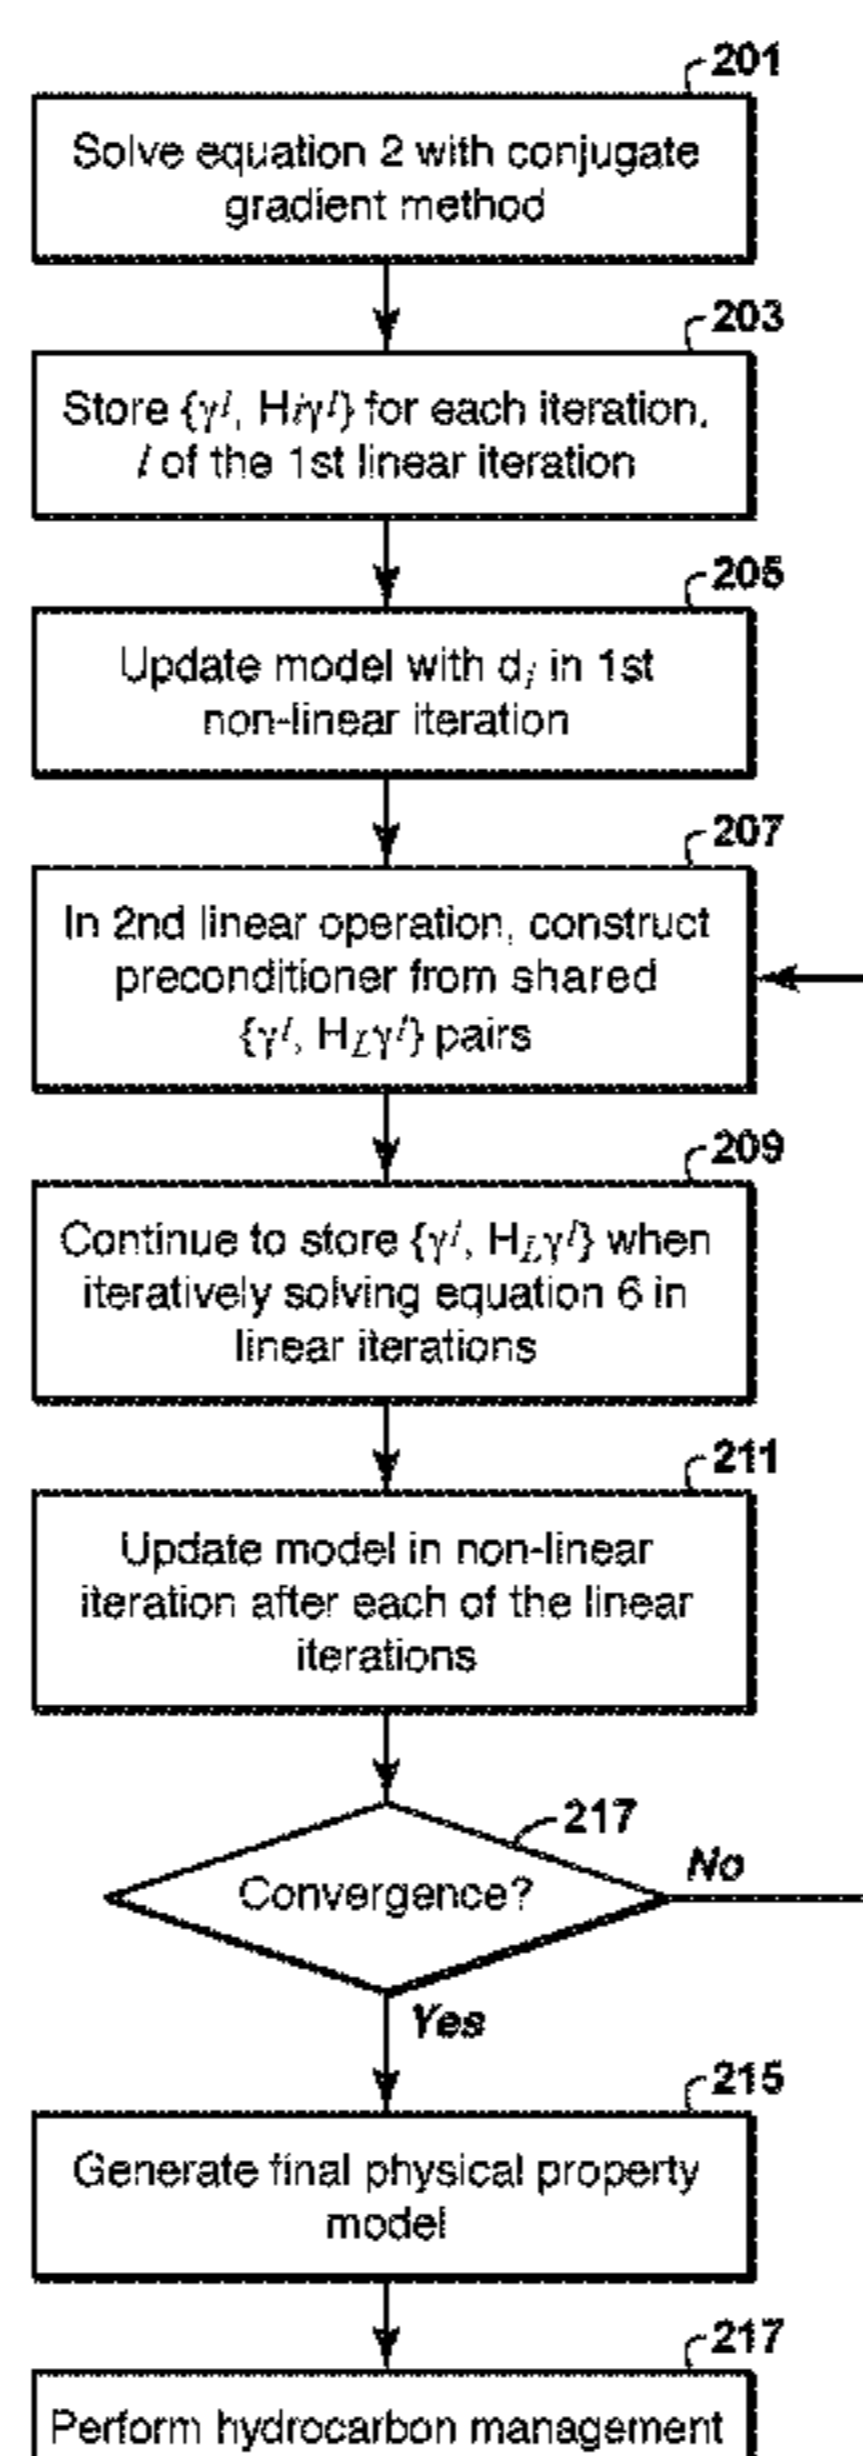 201
Solve equation 2 with conjugate
gradient method
203
Store {γˡ, Hᵢγˡ} for each iteration,
l of the 1st linear iteration
205
Update model with dᵢ in 1st
non-linear iteration
207
In 2nd linear operation, construct
preconditioner from shared
{γˡ, H_Lγˡ} pairs
209
Continue to store {γˡ, H_Lγˡ} when
iteratively solving equation 6 in
linear iterations
211
Update model in non-linear
iteration after each of the linear
iterations
217
Convergence?
No
Yes
215
Generate final physical property
model
217
Perform hydrocarbon management